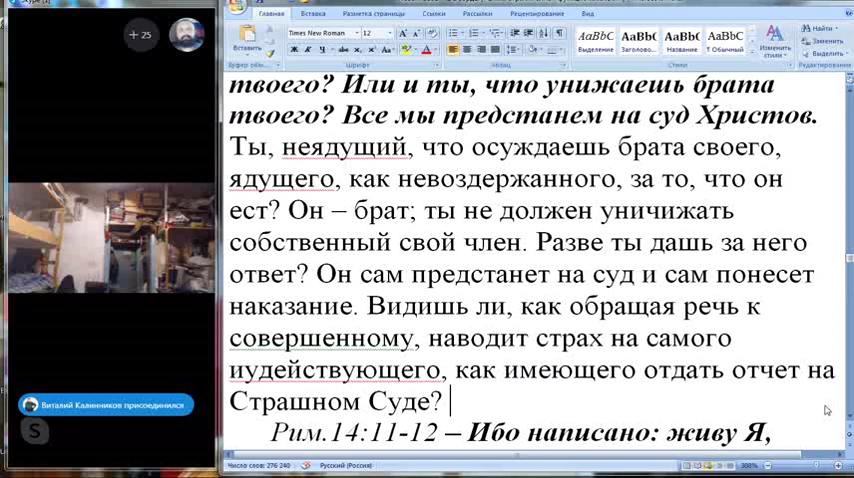 Skype [1]
+ 25
Виталий Калинников присоединился
Главная Вставка Разметка страницы Ссылки Рассылки Рецензирование Вид
Вставить
Буфер обм...
Times New Roman 12
Шрифт
Абзац
AaBbC AaBbC AaBbC AaBbC
Выделение Заголово... Название ¶ Обычный
Изменить стили
Стили
Найти
Заменить
Выделить
Редактирование
твоего? Или и ты, что унижаешь брата
твоего? Все мы предстанем на суд Христов.
Ты, неядущий, что осуждаешь брата своего,
ядущего, как невоздержанного, за то, что он
ест? Он – брат; ты не должен уничижать
собственный свой член. Разве ты дашь за него
ответ? Он сам предстанет на суд и сам понесет
наказание. Видишь ли, как обращая речь к
совершенному, наводит страх на самого
иудействующего, как имеющего отдать отчет на
Страшном Суде?
Рим.14:11-12 – Ибо написано: живу Я,
Число слов: 276 240 Русский (Россия) 308%